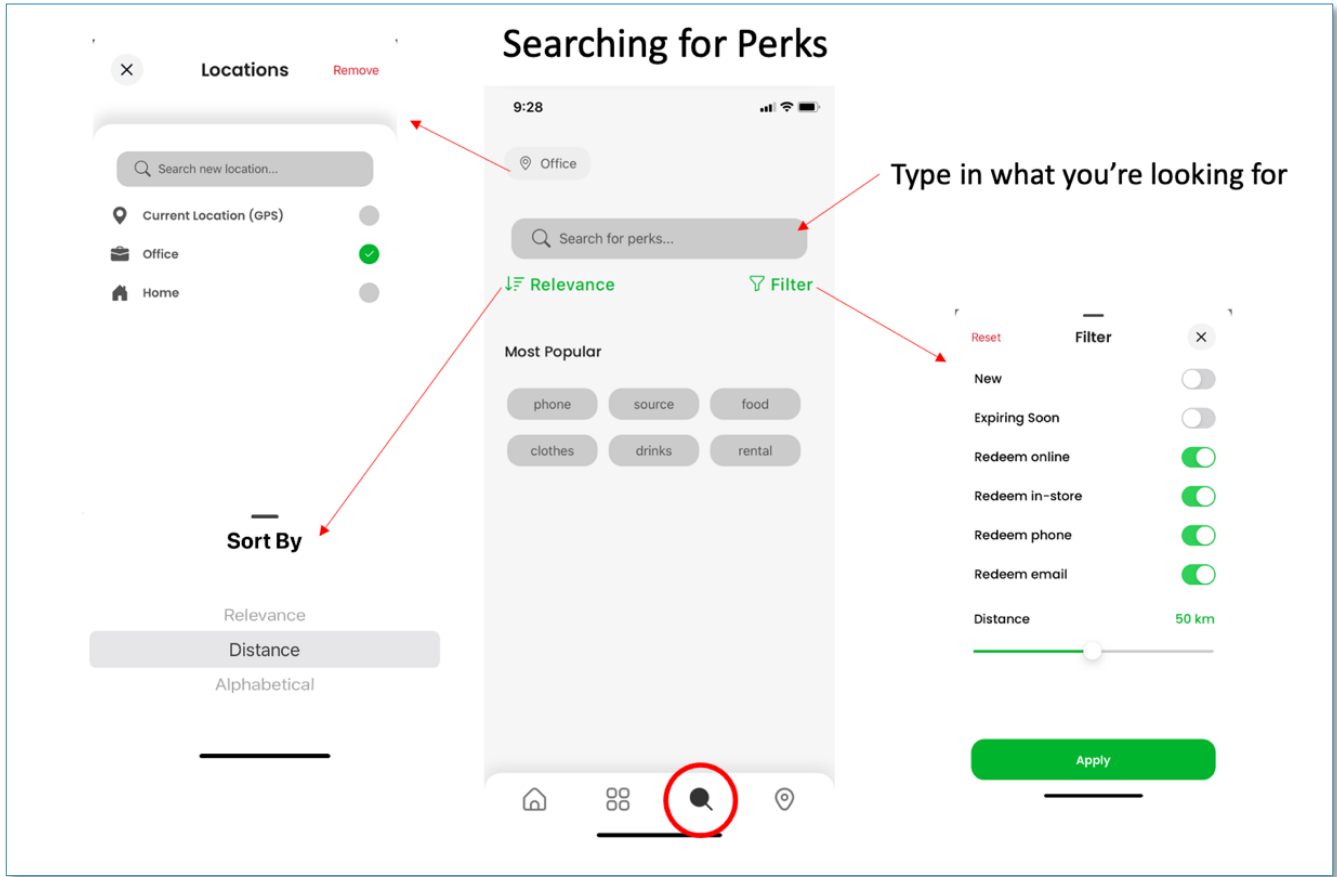 Searching for Perks
Locations
Remove
Search new location...
Current Location (GPS)
Office
Home
9:28
Office
Search for perks...
Relevance
Filter
Most Popular
phone source food
clothes drinks rental
Type in what you’re looking for
Sort By
Relevance
Distance
Alphabetical
Reset
Filter
New
Expiring Soon
Redeem online
Redeem in-store
Redeem phone
Redeem email
Distance 50 km
Apply